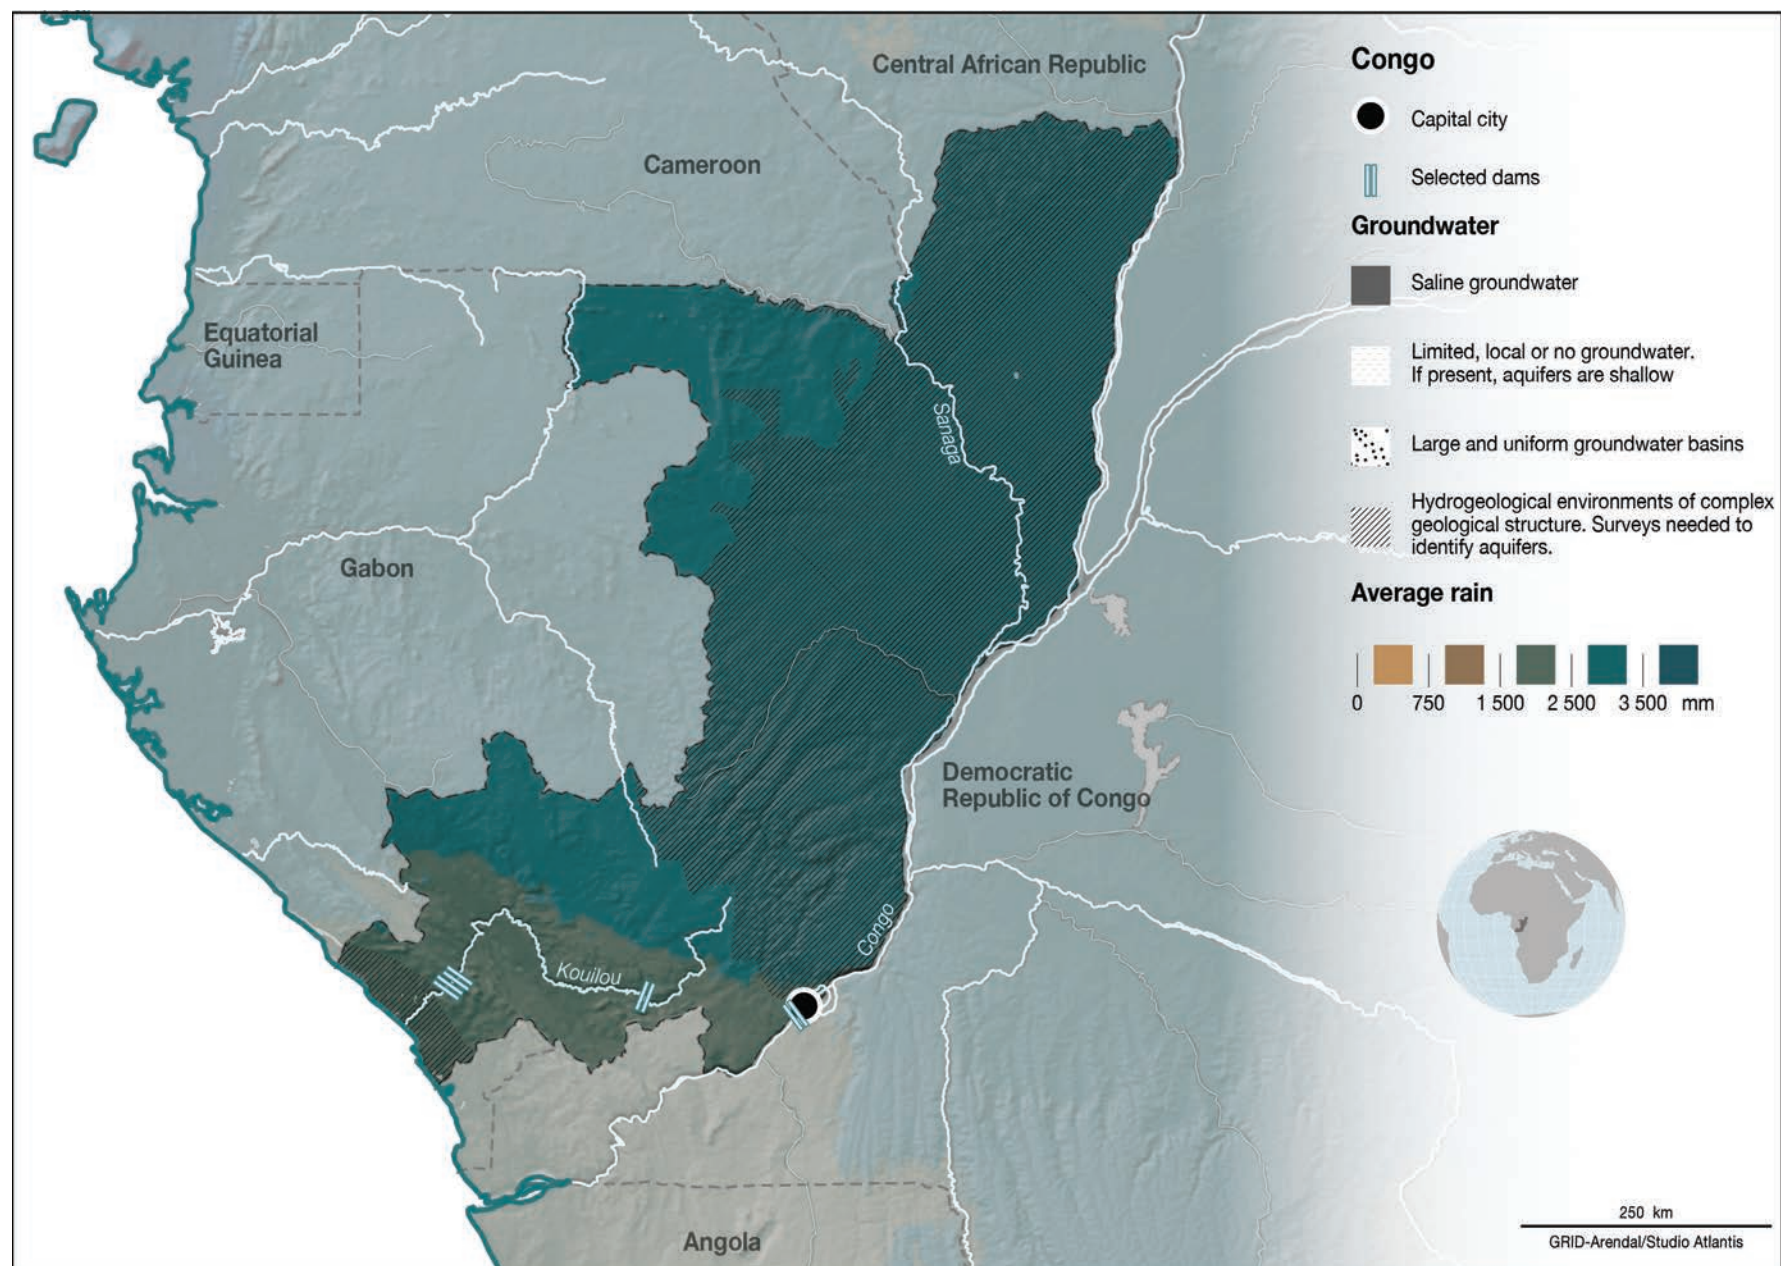 Central African Republic
Cameroon
Equatorial
Guinea
Gabon
Sanaga
Democratic
Republic of Congo
Congo
Kouilou
Angola
Congo
Capital city
Selected dams
Groundwater
Saline groundwater
Limited, local or no groundwater.
If present, aquifers are shallow
Large and uniform groundwater basins
Hydrogeological environments of complex
geological structure. Surveys needed to
identify aquifers.
Average rain
0 750 1 500 2 500 3 500 mm
250 km
GRID-Arendal/Studio Atlantis